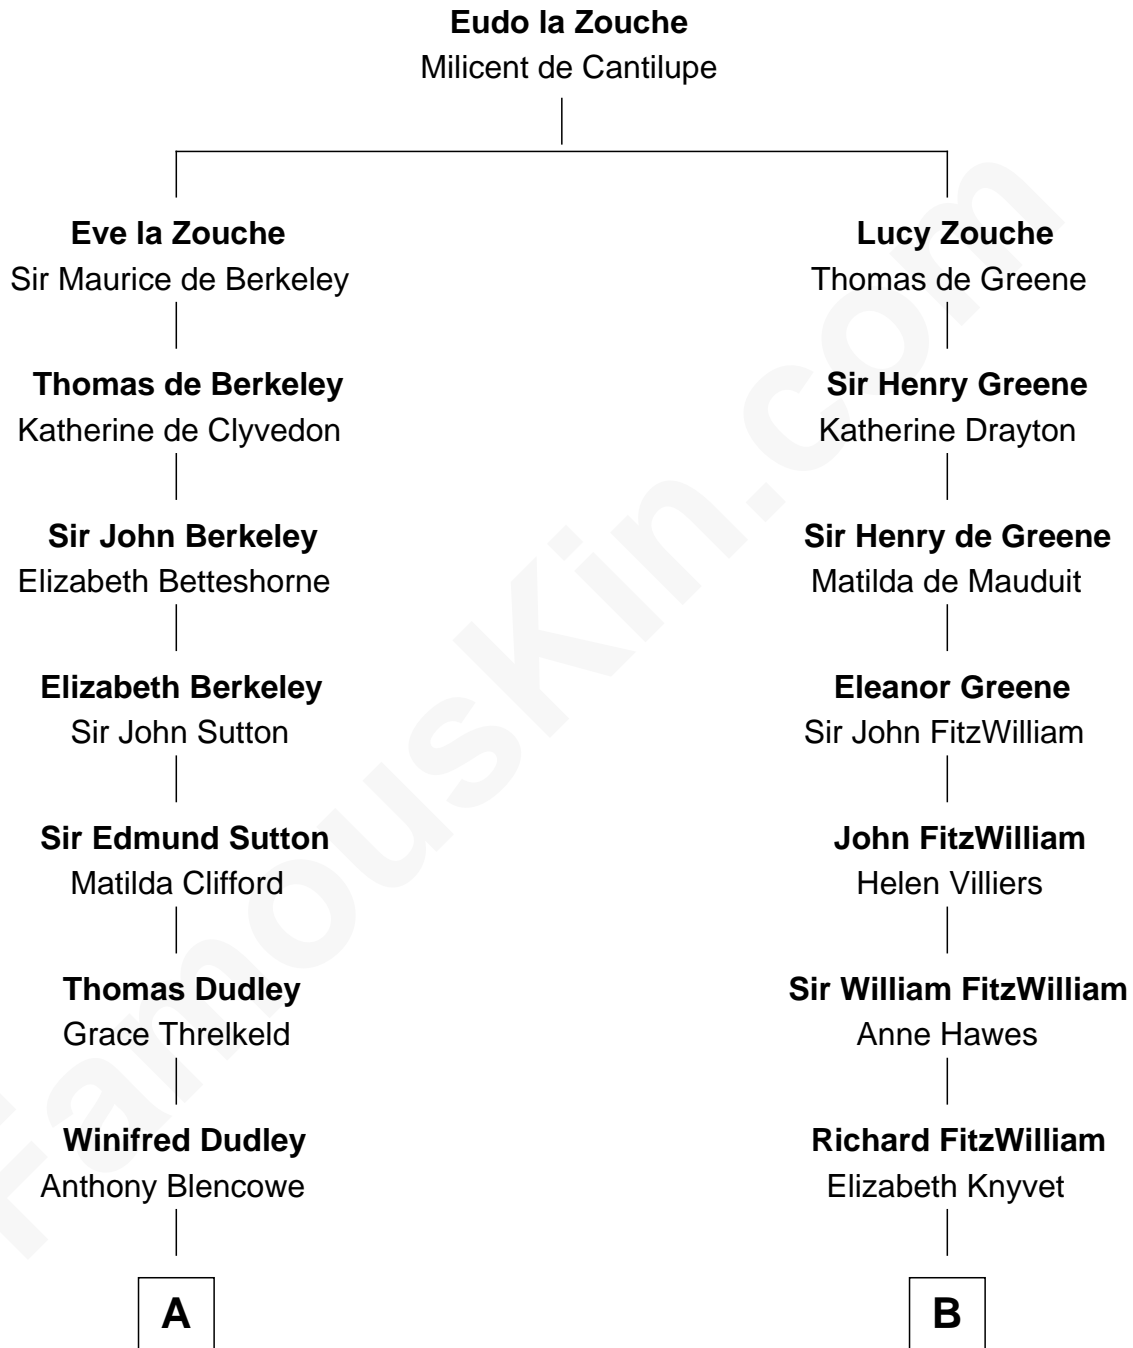 Eudo la Zouche
Milicent de Cantilupe
Eve la Zouche
Sir Maurice de Berkeley
Lucy Zouche
Thomas de Greene
Thomas de Berkeley
Katherine de Clyvedon
Sir Henry Greene
Katherine Drayton
Sir John Berkeley
Elizabeth Betteshorne
Sir Henry de Greene
Matilda de Mauduit
Elizabeth Berkeley
Sir John Sutton
Eleanor Greene
Sir John FitzWilliam
Sir Edmund Sutton
Matilda Clifford
John FitzWilliam
Helen Villiers
Thomas Dudley
Grace Threlkeld
Sir William FitzWilliam
Anne Hawes
Winifred Dudley
Anthony Blencowe
Richard FitzWilliam
Elizabeth Knyvet
A
B
FamousKin.com